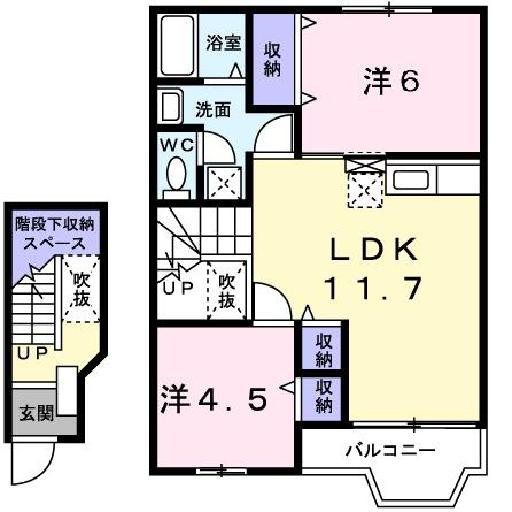 浴室
収納
洋6
洗面
WC
LDK
11.7
階段下収納
スペース
吹抜
UP
玄関
UP
吹抜
収納
収納
洋4.5
バルコニー